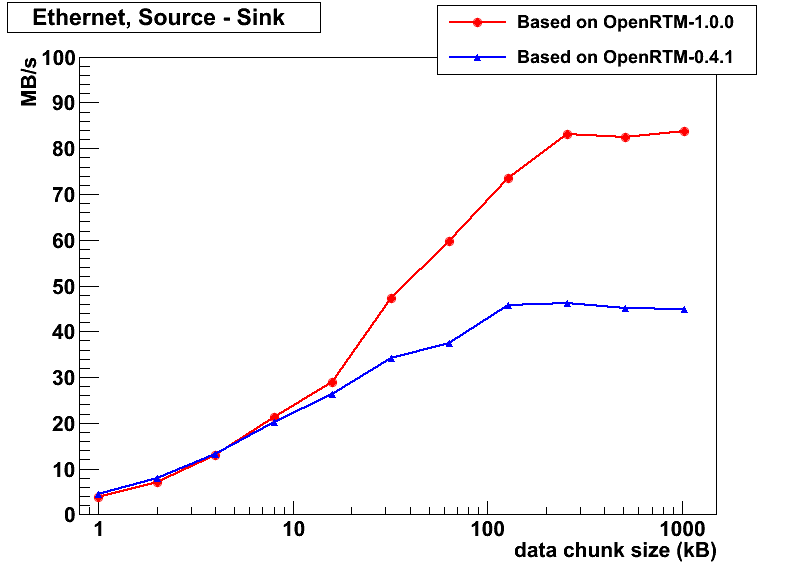 Ethernet, Source - Sink
Based on OpenRTM-1.0.0
Based on OpenRTM-0.4.1
MB/s
100
90
80
70
60
50
40
30
20
10
0
1 10 100 1000
data chunk size (kB)